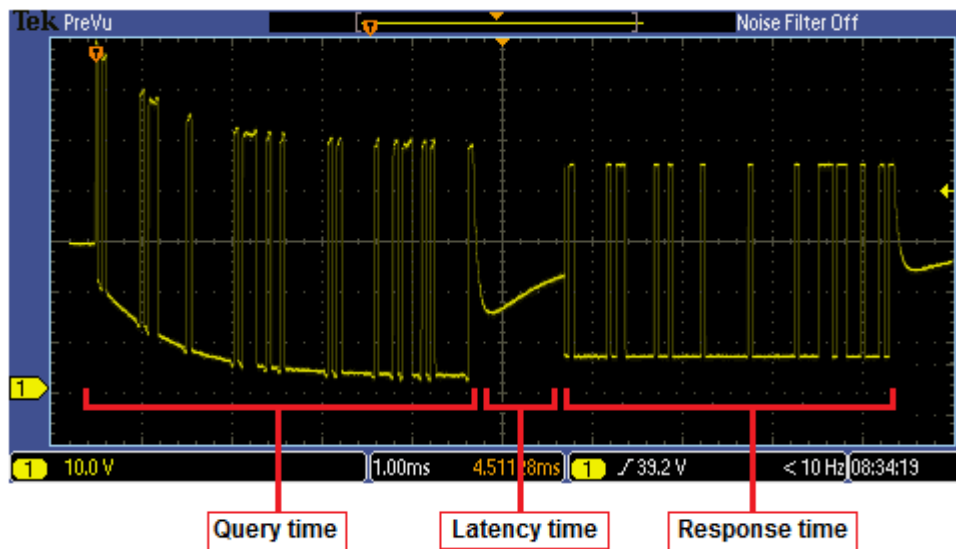 Tek PreVu Noise Filter Off
T
T
1
1 10.0 V 1.00ms 4.51128ms 1 39.2 V < 10 Hz 08:34:19
Query time Latency time Response time